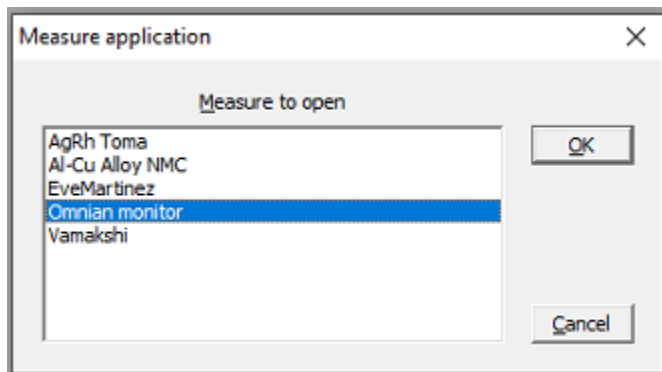 Measure application
Measure to open
AgRh Toma
Al-Cu Alloy NMC
EveMartinez
Omnian monitor
Vamakshi
OK
Cancel